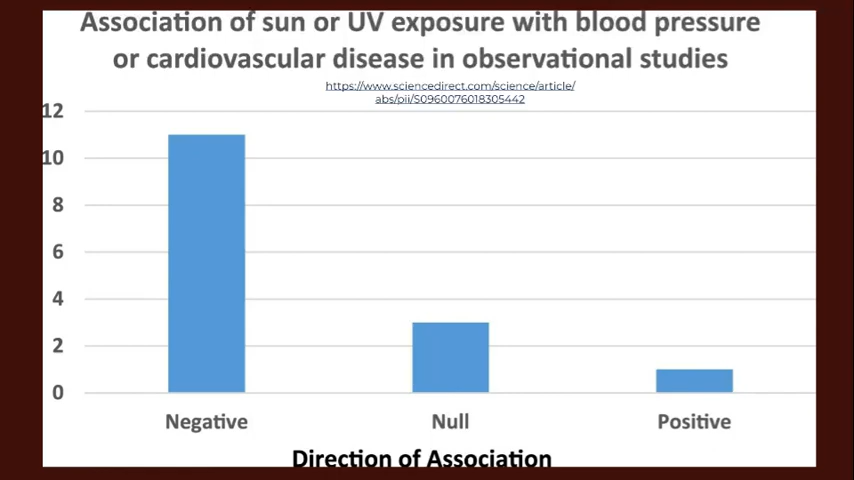 Association of sun or UV exposure with blood pressure
or cardiovascular disease in observational studies
https://www.sciencedirect.com/science/article/
abs/pii/S0960076018305442
12
10
8
6
4
2
0
Negative Null Positive
Direction of Association